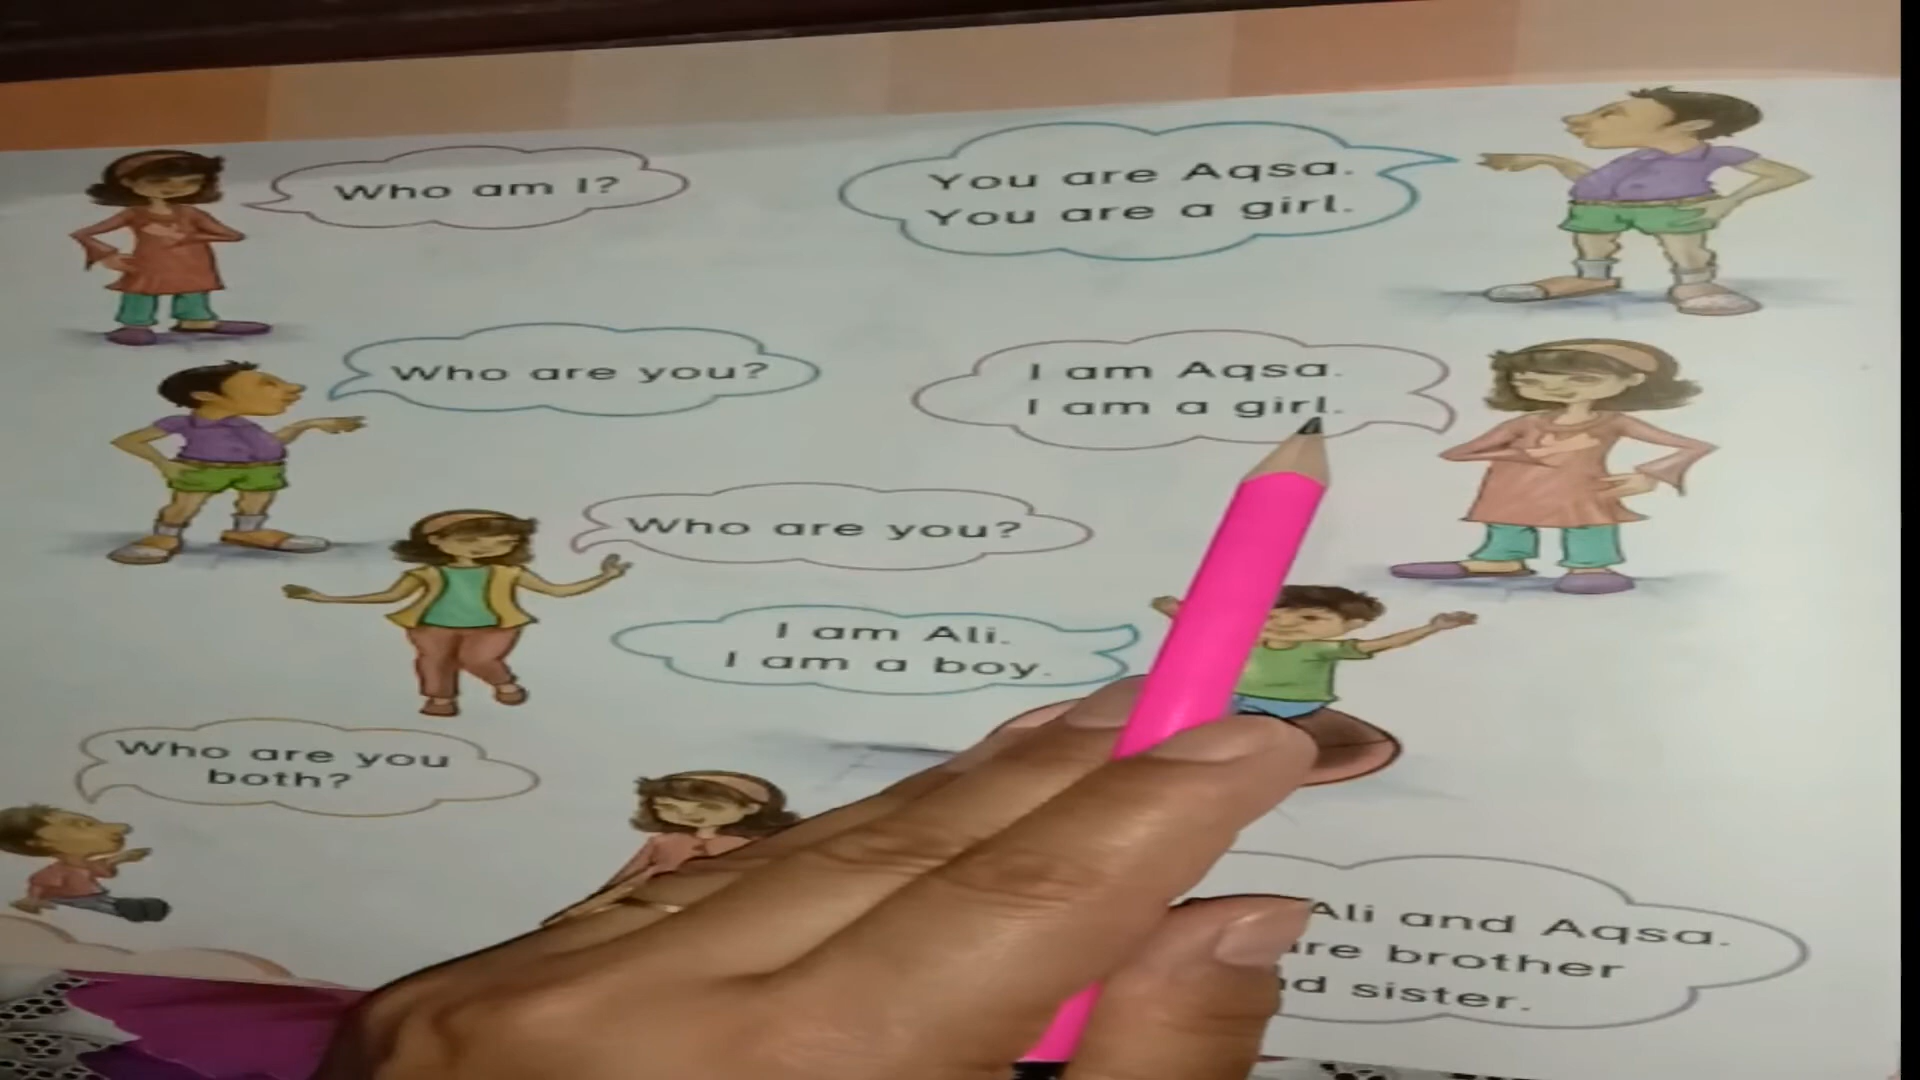 Who am I?
You are Aqsa.
You are a girl.
Who are you?
I am Aqsa.
I am a girl.
Who are you?
I am Ali.
I am a boy.
Who are you
both?
Ali and Aqsa.
brother
sister.